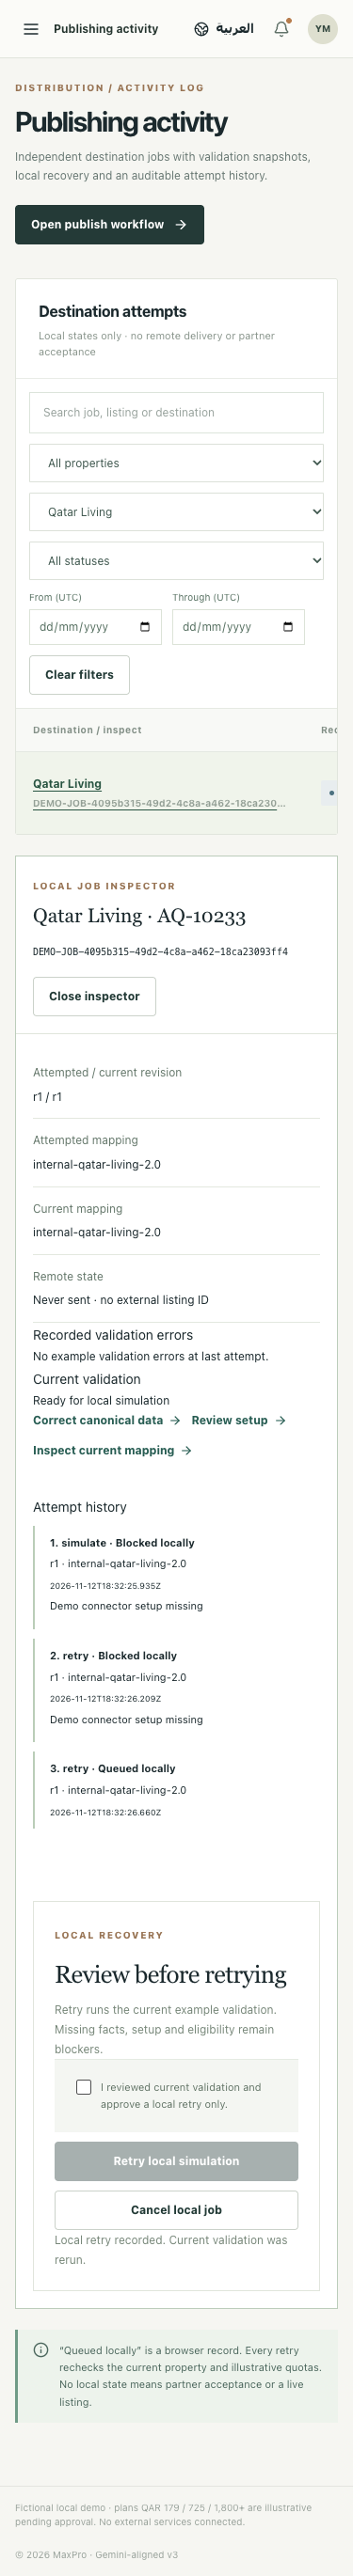 Publishing activity
العربية
YM
DISTRIBUTION / ACTIVITY LOG
Publishing activity
Independent destination jobs with validation snapshots,
local recovery and an auditable attempt history.
Open publish workflow →
Destination attempts
Local states only · no remote delivery or partner
acceptance
Search job, listing or destination
All properties
Qatar Living
All statuses
From (UTC)
Through (UTC)
dd/mm/yyyy
dd/mm/yyyy
Clear filters
Destination / inspect
Qatar Living
DEMO-JOB-4095b315-49d2-4c8a-a462-18ca230...
LOCAL JOB INSPECTOR
Qatar Living · AQ-10233
DEMO-JOB-4095b315-49d2-4c8a-a462-18ca23093ff4
Close inspector
Attempted / current revision
r1 / r1
Attempted mapping
internal-qatar-living-2.0
Current mapping
internal-qatar-living-2.0
Remote state
Never sent · no external listing ID
Recorded validation errors
No example validation errors at last attempt.
Current validation
Ready for local simulation
Correct canonical data → Review setup →
Inspect current mapping →
Attempt history
1. simulate · Blocked locally
r1 · internal-qatar-living-2.0
2026-11-12T18:32:25.935Z
Demo connector setup missing
2. retry · Blocked locally
r1 · internal-qatar-living-2.0
2026-11-12T18:32:26.209Z
Demo connector setup missing
3. retry · Queued locally
r1 · internal-qatar-living-2.0
2026-11-12T18:32:26.660Z
LOCAL RECOVERY
Review before retrying
Retry runs the current example validation.
Missing facts, setup and eligibility remain
blockers.
I reviewed current validation and
approve a local retry only.
Retry local simulation
Cancel local job
Local retry recorded. Current validation was
rerun.
"Queued locally" is a browser record. Every retry
rechecks the current property and illustrative quotas.
No local state means partner acceptance or a live
listing.
Fictional local demo · plans QAR 179 / 725 / 1,800+ are illustrative
pending approval. No external services connected.
© 2026 MaxPro · Gemini-aligned v3